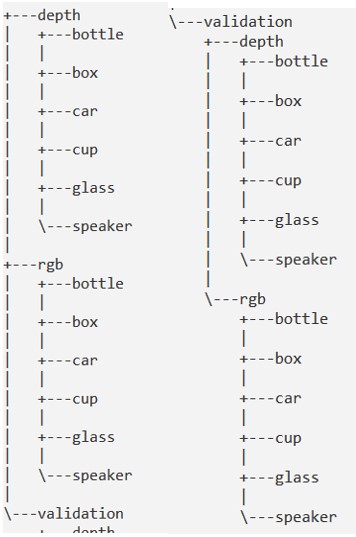 +---depth
|   +---bottle
|   |
|   +---box
|   |
|   +---car
|   |
|   +---cup
|   |
|   +---glass
|   |
|   \---speaker
|
+---rgb
|   +---bottle
|   |
|   +---box
|   |
|   +---car
|   |
|   +---cup
|   |
|   +---glass
|   |
|   \---speaker
|
\---validation
    +---depth
\---validation
    +---depth
    |   +---bottle
    |   |
    |   +---box
    |   |
    |   +---car
    |   |
    |   +---cup
    |   |
    |   +---glass
    |   |
    |   \---speaker
    |
    \---rgb
        +---bottle
        |
        +---box
        |
        +---car
        |
        +---cup
        |
        +---glass
        |
        \---speaker